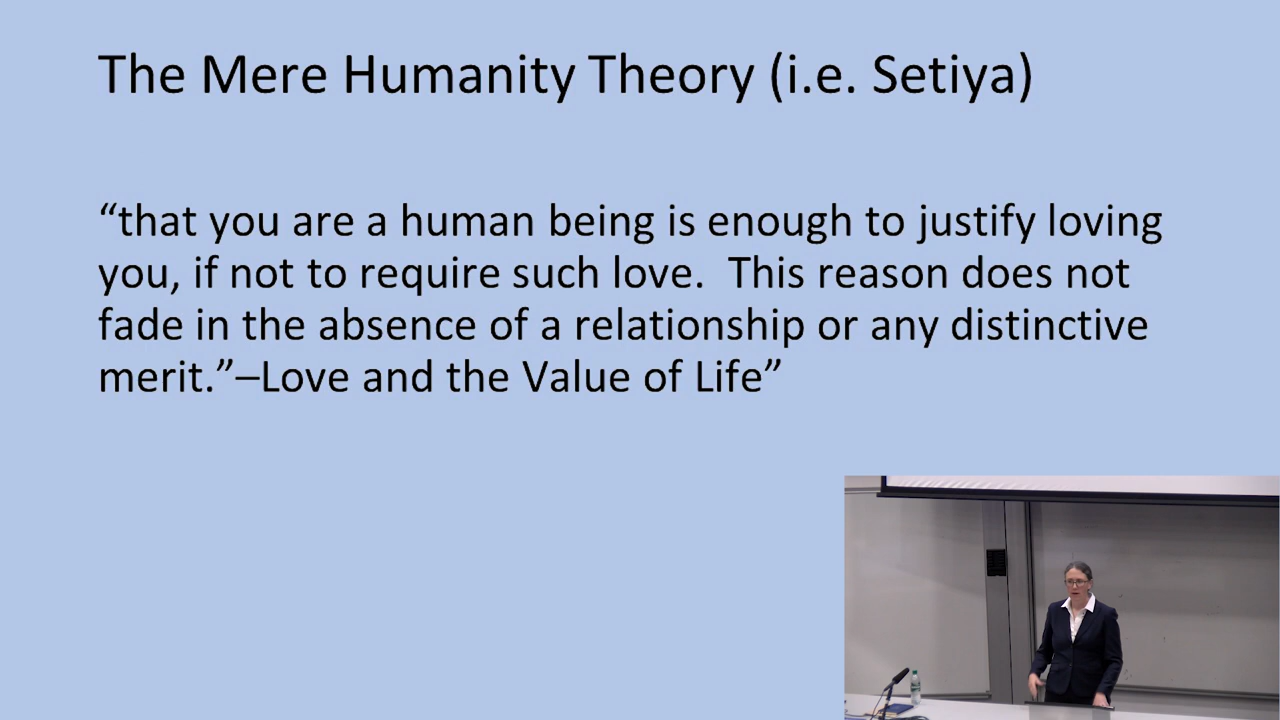 The Mere Humanity Theory (i.e. Setiya)
“that you are a human being is enough to justify loving
you, if not to require such love.  This reason does not
fade in the absence of a relationship or any distinctive
merit.”–Love and the Value of Life”